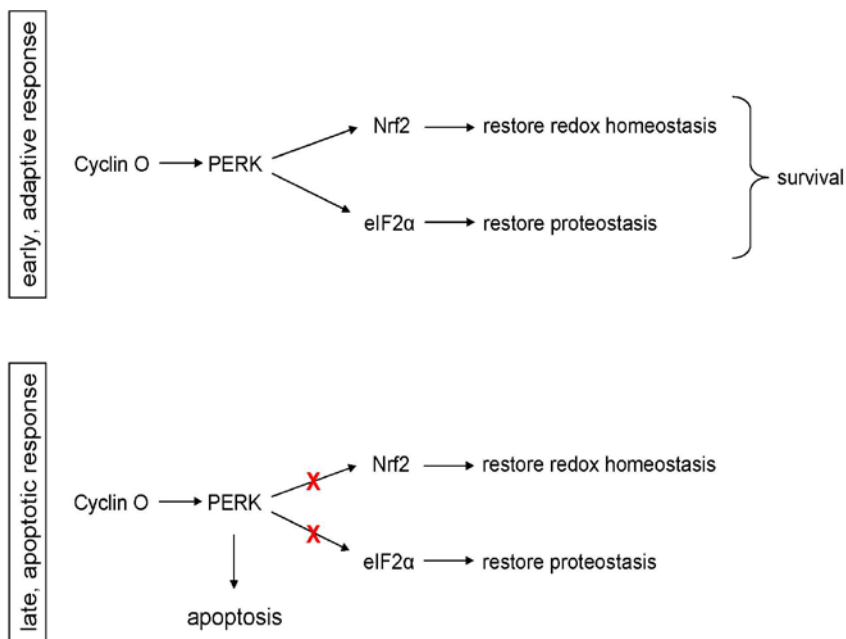 early, adaptive response
Nrf2 restore redox homeostasis
Cyclin O PERK survival
eIF2α restore proteostasis
late, apoptotic response
Nrf2 restore redox homeostasis
X
Cyclin O PERK
X
eIF2α restore proteostasis
apoptosis